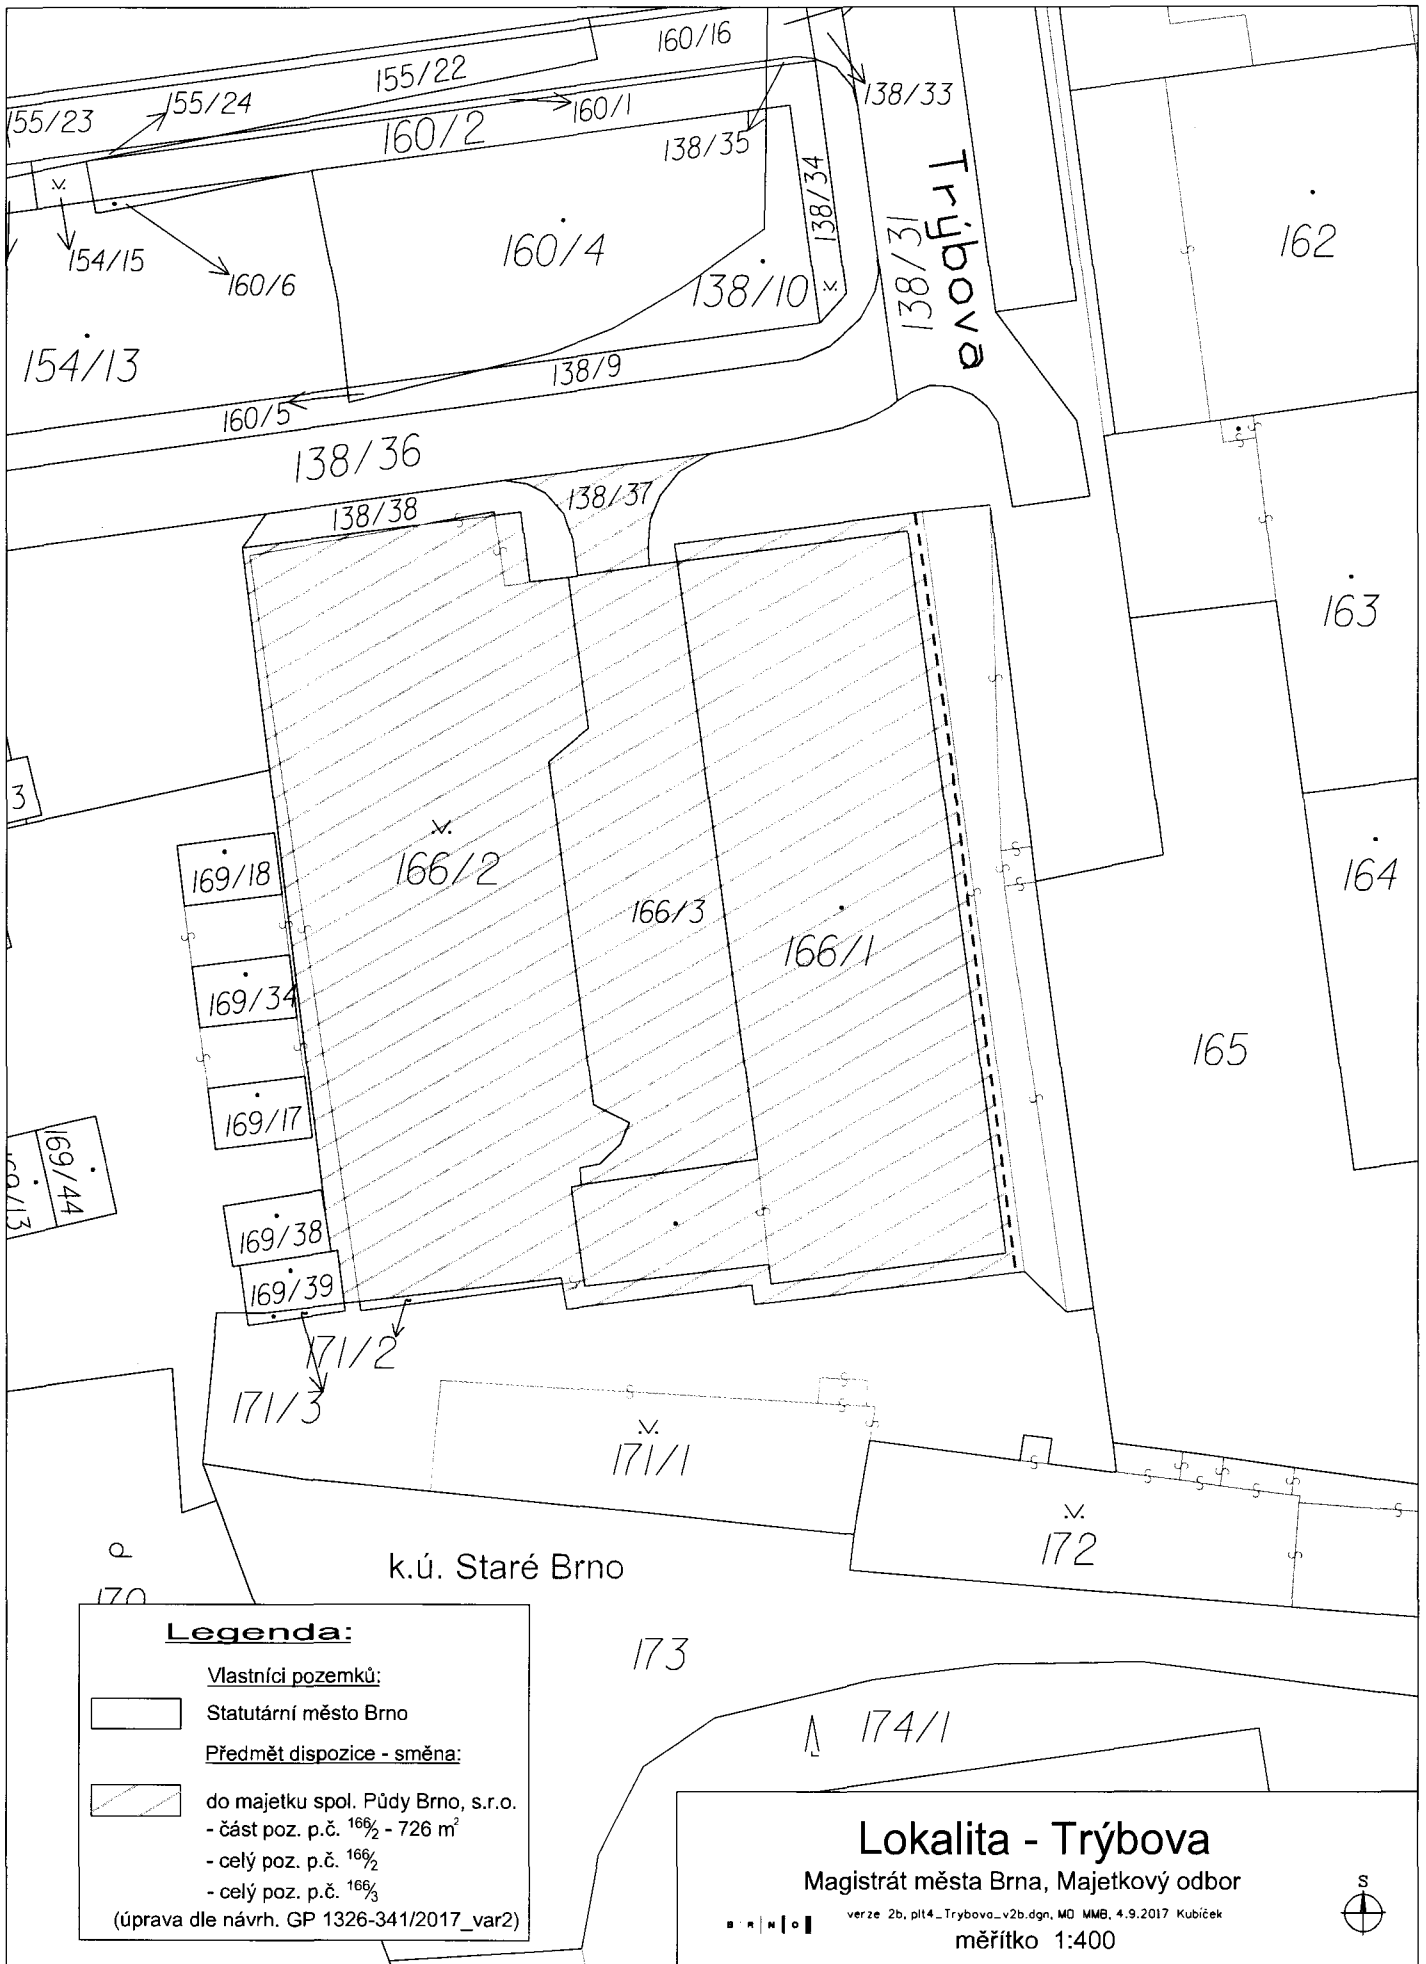 160/16
155/22
155/24
155/23
160/1
160/2
138/33
138/35
138/34
Trýbova
138/31
162
160/4
154/15
160/6
138/10
154/13
138/9
160/5
138/36
138/37
138/38
163
3
166/2
169/18
164
166/3
166/1
169/34
165
169/17
169/44
169/13
169/38
169/39
171/2
171/3
171/1
172
k.ú. Staré Brno
170
173
174/1
Legenda:
Vlastníci pozemků:
Statutární město Brno
Předmět dispozice - směna:
do majetku spol. Půdy Brno, s.r.o.
- část poz. p.č. 166/2 - 726 m²
- celý poz. p.č. 166/2
- celý poz. p.č. 166/3
(úprava dle návrh. GP 1326-341/2017_var2)
Lokalita - Trýbova
Magistrát města Brna, Majetkový odbor
B R N O
verze 2b, plt4_Trybova_v2b.dgn, MO MMB, 4.9.2017 Kubíček
měřítko 1:400
S